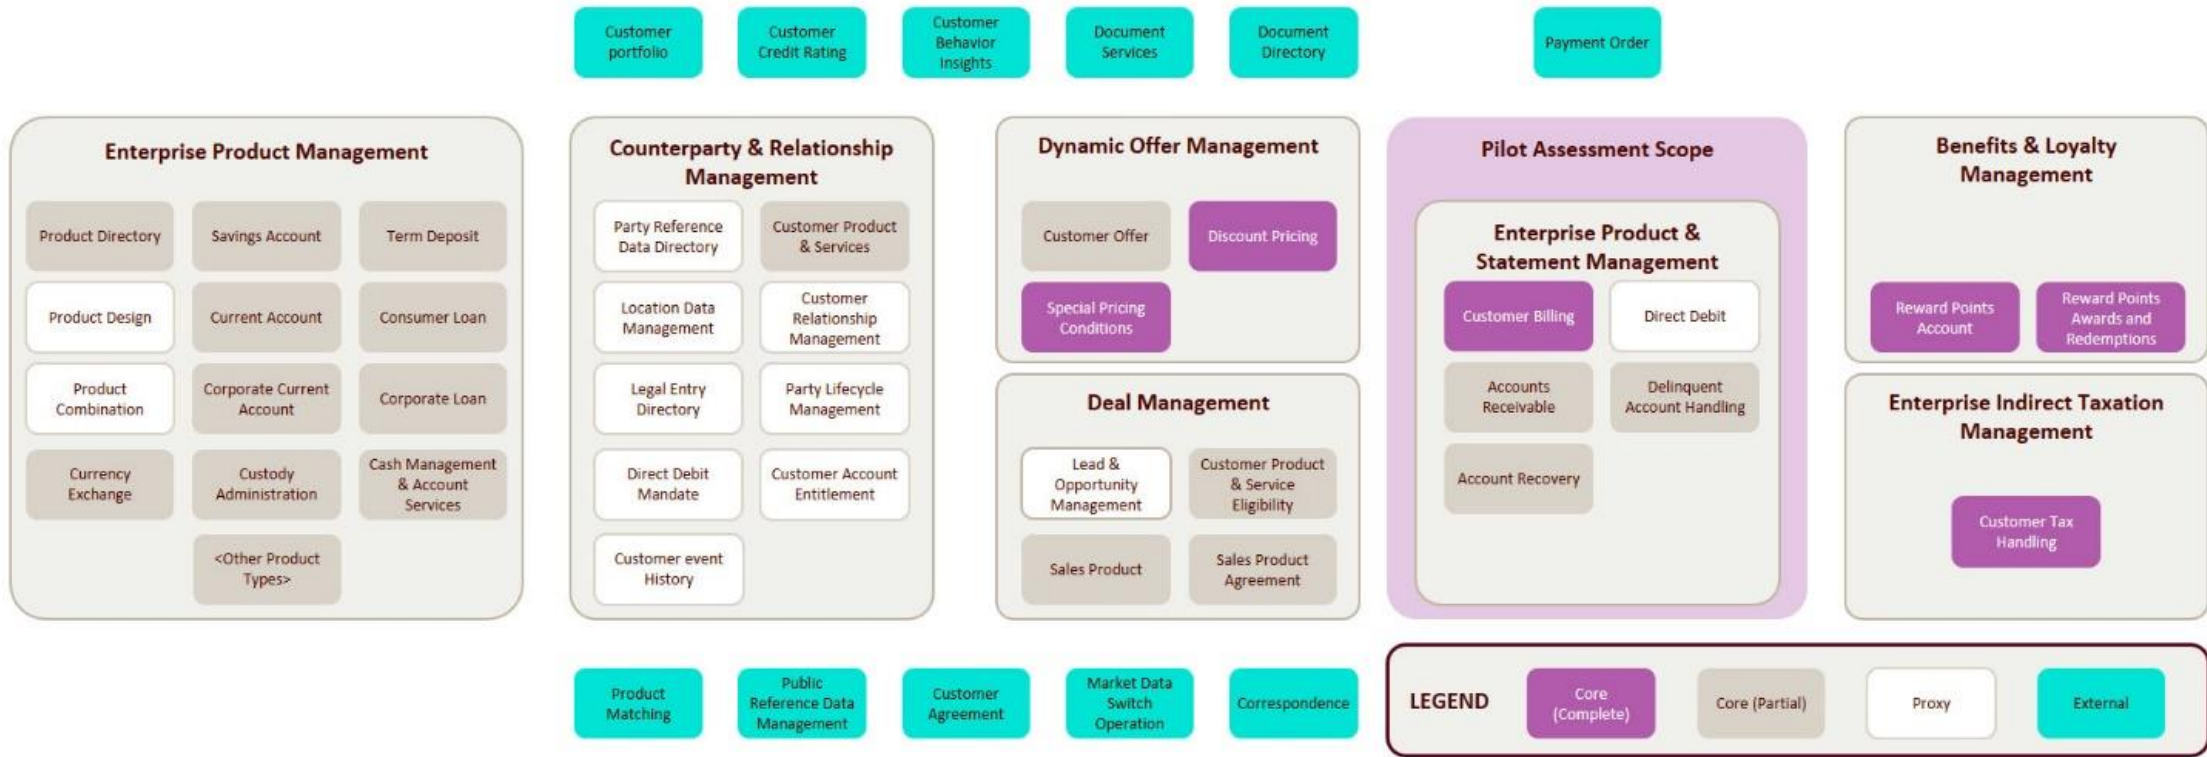 Customer
portfolio
Customer
Credit Rating
Customer
Behavior
Insights
Document
Services
Document
Directory
Payment Order
Enterprise Product Management
Product Directory
Savings Account
Term Deposit
Product Design
Current Account
Consumer Loan
Product
Combination
Corporate Current
Account
Corporate Loan
Currency
Exchange
Custody
Administration
Cash Management
& Account
Services
<Other Product
Types>
Counterparty & Relationship
Management
Party Reference
Data Directory
Customer Product
& Services
Location Data
Management
Customer
Relationship
Management
Legal Entry
Directory
Party Lifecycle
Management
Direct Debit
Mandate
Customer Account
Entitlement
Customer event
History
Dynamic Offer Management
Customer Offer
Discount Pricing
Special Pricing
Conditions
Deal Management
Lead &
Opportunity
Management
Customer Product
& Service
Eligibility
Sales Product
Sales Product
Agreement
Pilot Assessment Scope
Enterprise Product &
Statement Management
Customer Billing
Direct Debit
Accounts
Receivable
Delinquent
Account Handling
Account Recovery
Benefits & Loyalty
Management
Reward Points
Account
Reward Points
Awards and
Redemptions
Enterprise Indirect Taxation
Management
Customer Tax
Handling
Product
Matching
Public
Reference Data
Management
Customer
Agreement
Market Data
Switch
Operation
Correspondence
LEGEND
Core
(Complete)
Core (Partial)
Proxy
External